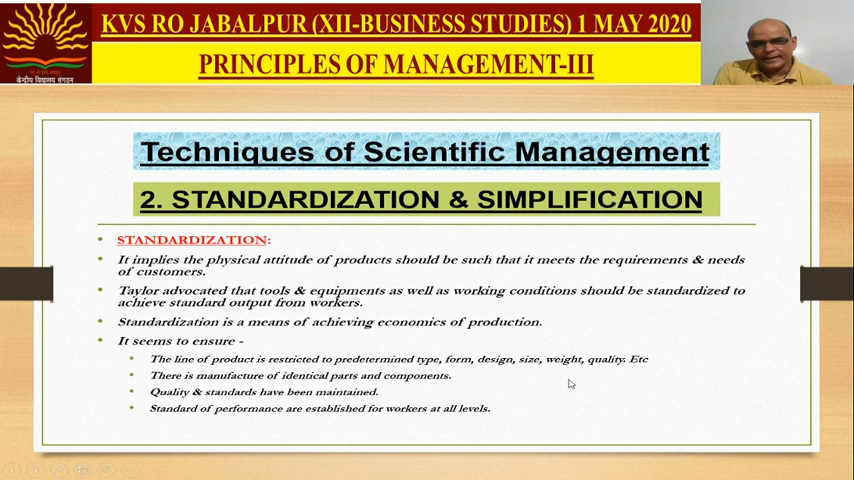 KVS RO JABALPUR (XII-BUSINESS STUDIES) 1 MAY 2020
PRINCIPLES OF MANAGEMENT-III
केन्द्रीय विद्यालय संगठन
Techniques of Scientific Management
2. STANDARDIZATION & SIMPLIFICATION
• STANDARDIZATION:
• It implies the physical attitude of products should be such that it meets the requirements & needs
of customers.
• Taylor advocated that tools & equipments as well as working conditions should be standardized to
achieve standard output from workers.
• Standardization is a means of achieving economics of production.
• It seems to ensure -
• The line of product is restricted to predetermined type, form, design, size, weight, quality. Etc
• There is manufacture of identical parts and components.
• Quality & standards have been maintained.
• Standard of performance are established for workers at all levels.